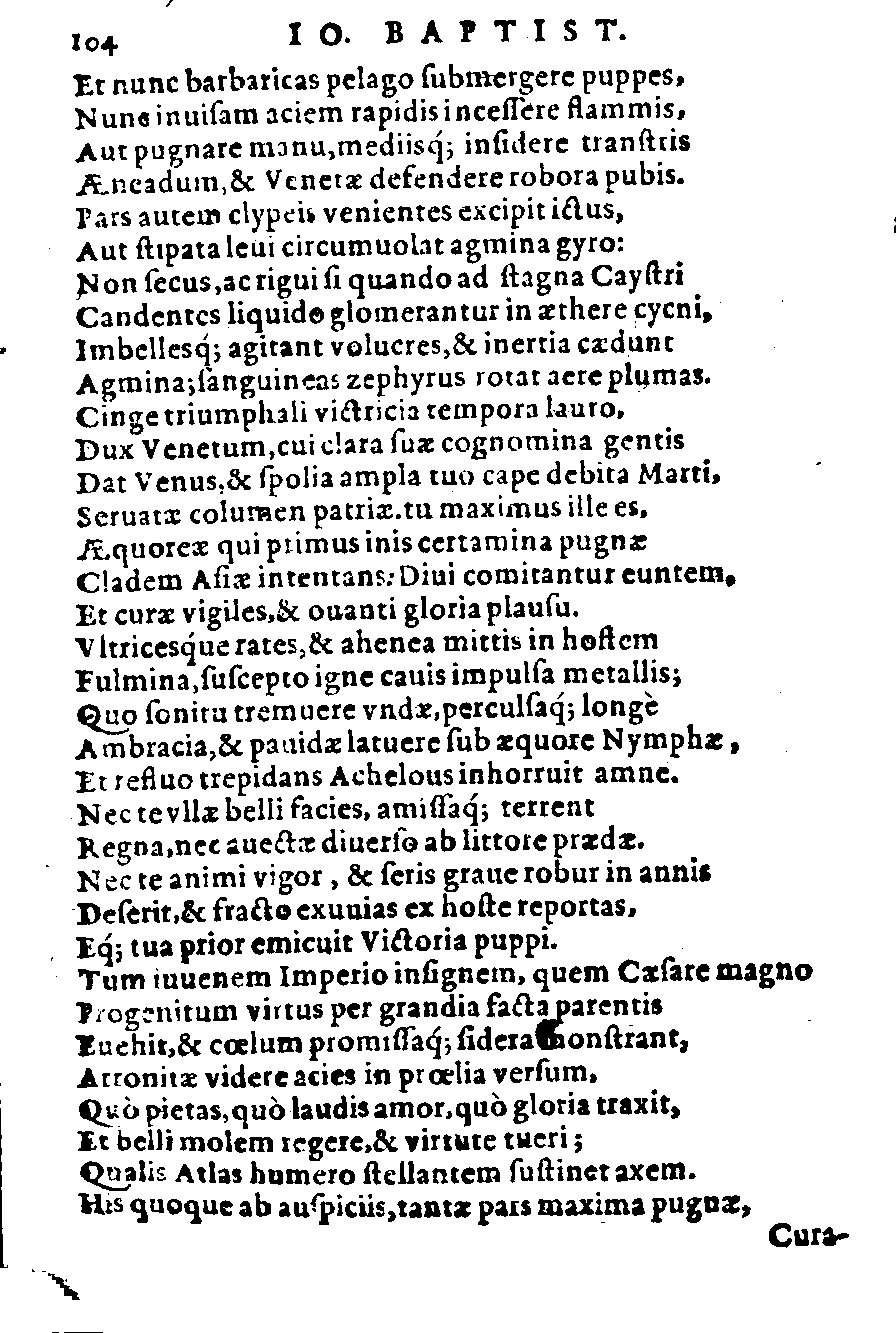 104 IO. BAPTIST.
Et nunc barbaricas pelago ſubmergere puppes,
Nunc inuiſam aciem rapidis inceſſere flammis,
Aut pugnare manu, mediisq́; inſidere tranſtris
Æneadum, & Venetæ defendere robora pubis.
Pars autem clypeis venientes excipit ictus,
Aut ſtipata leui circumuolat agmina gyro:
Non ſecus, ac rigui ſi quando ad ſtagna Cayſtri
Candentes liquido glomerantur in æthere cycni,
Imbellesq́; agitant volucres, & inertia cædunt
Agmina; ſanguineas zephyrus rotat aere plumas.
Cinge triumphali victricia tempora lauro,
Dux Venetum, cui clara ſuæ cognomina gentis
Dat Venus, & ſpolia ampla tuo cape debita Marti,
Seruatæ columen patriæ. tu maximus ille es,
Æquoreæ qui primus inis certamina pugnæ
Cladem Aſiæ intentans: Diui comitantur euntem,
Et curæ vigiles, & ouanti gloria plauſu.
Vltricesq́ue rates, & ahenea mittis in hoſtem
Fulmina, ſuſcepto igne cauis impulſa metallis;
Quo ſonitu tremuere vndæ, perculſaq́; longè
Ambracia, & pauidæ latuere ſub æquore Nymphæ,
Et refluo trepidans Achelous inhorruit amne.
Nec te vllæ belli facies, amiſſaq́; terrent
Regna, nec auectæ diuerſo ab littore prædæ.
Nec te animi vigor, & ſeris graue robur in annis
Deſerit, & fracto exuuias ex hoſte reportas,
Eq́; tua prior emicuit Victoria puppi.
Tum iuuenem Imperio inſignem, quem Cæſare magno
Progenitum virtus per grandia facta parentis
Euehit, & cœlum promiſſaq́; ſidera monſtrant,
Attonitæ videre acies in prœlia verſum,
Quò pietas, quò laudis amor, quò gloria traxit,
Et belli molem regere, & virtute tueri;
Qualis Atlas humero ſtellantem ſuſtinet axem.
His quoque ab auſpiciis, tantæ pars maxima pugnæ,
Cura-